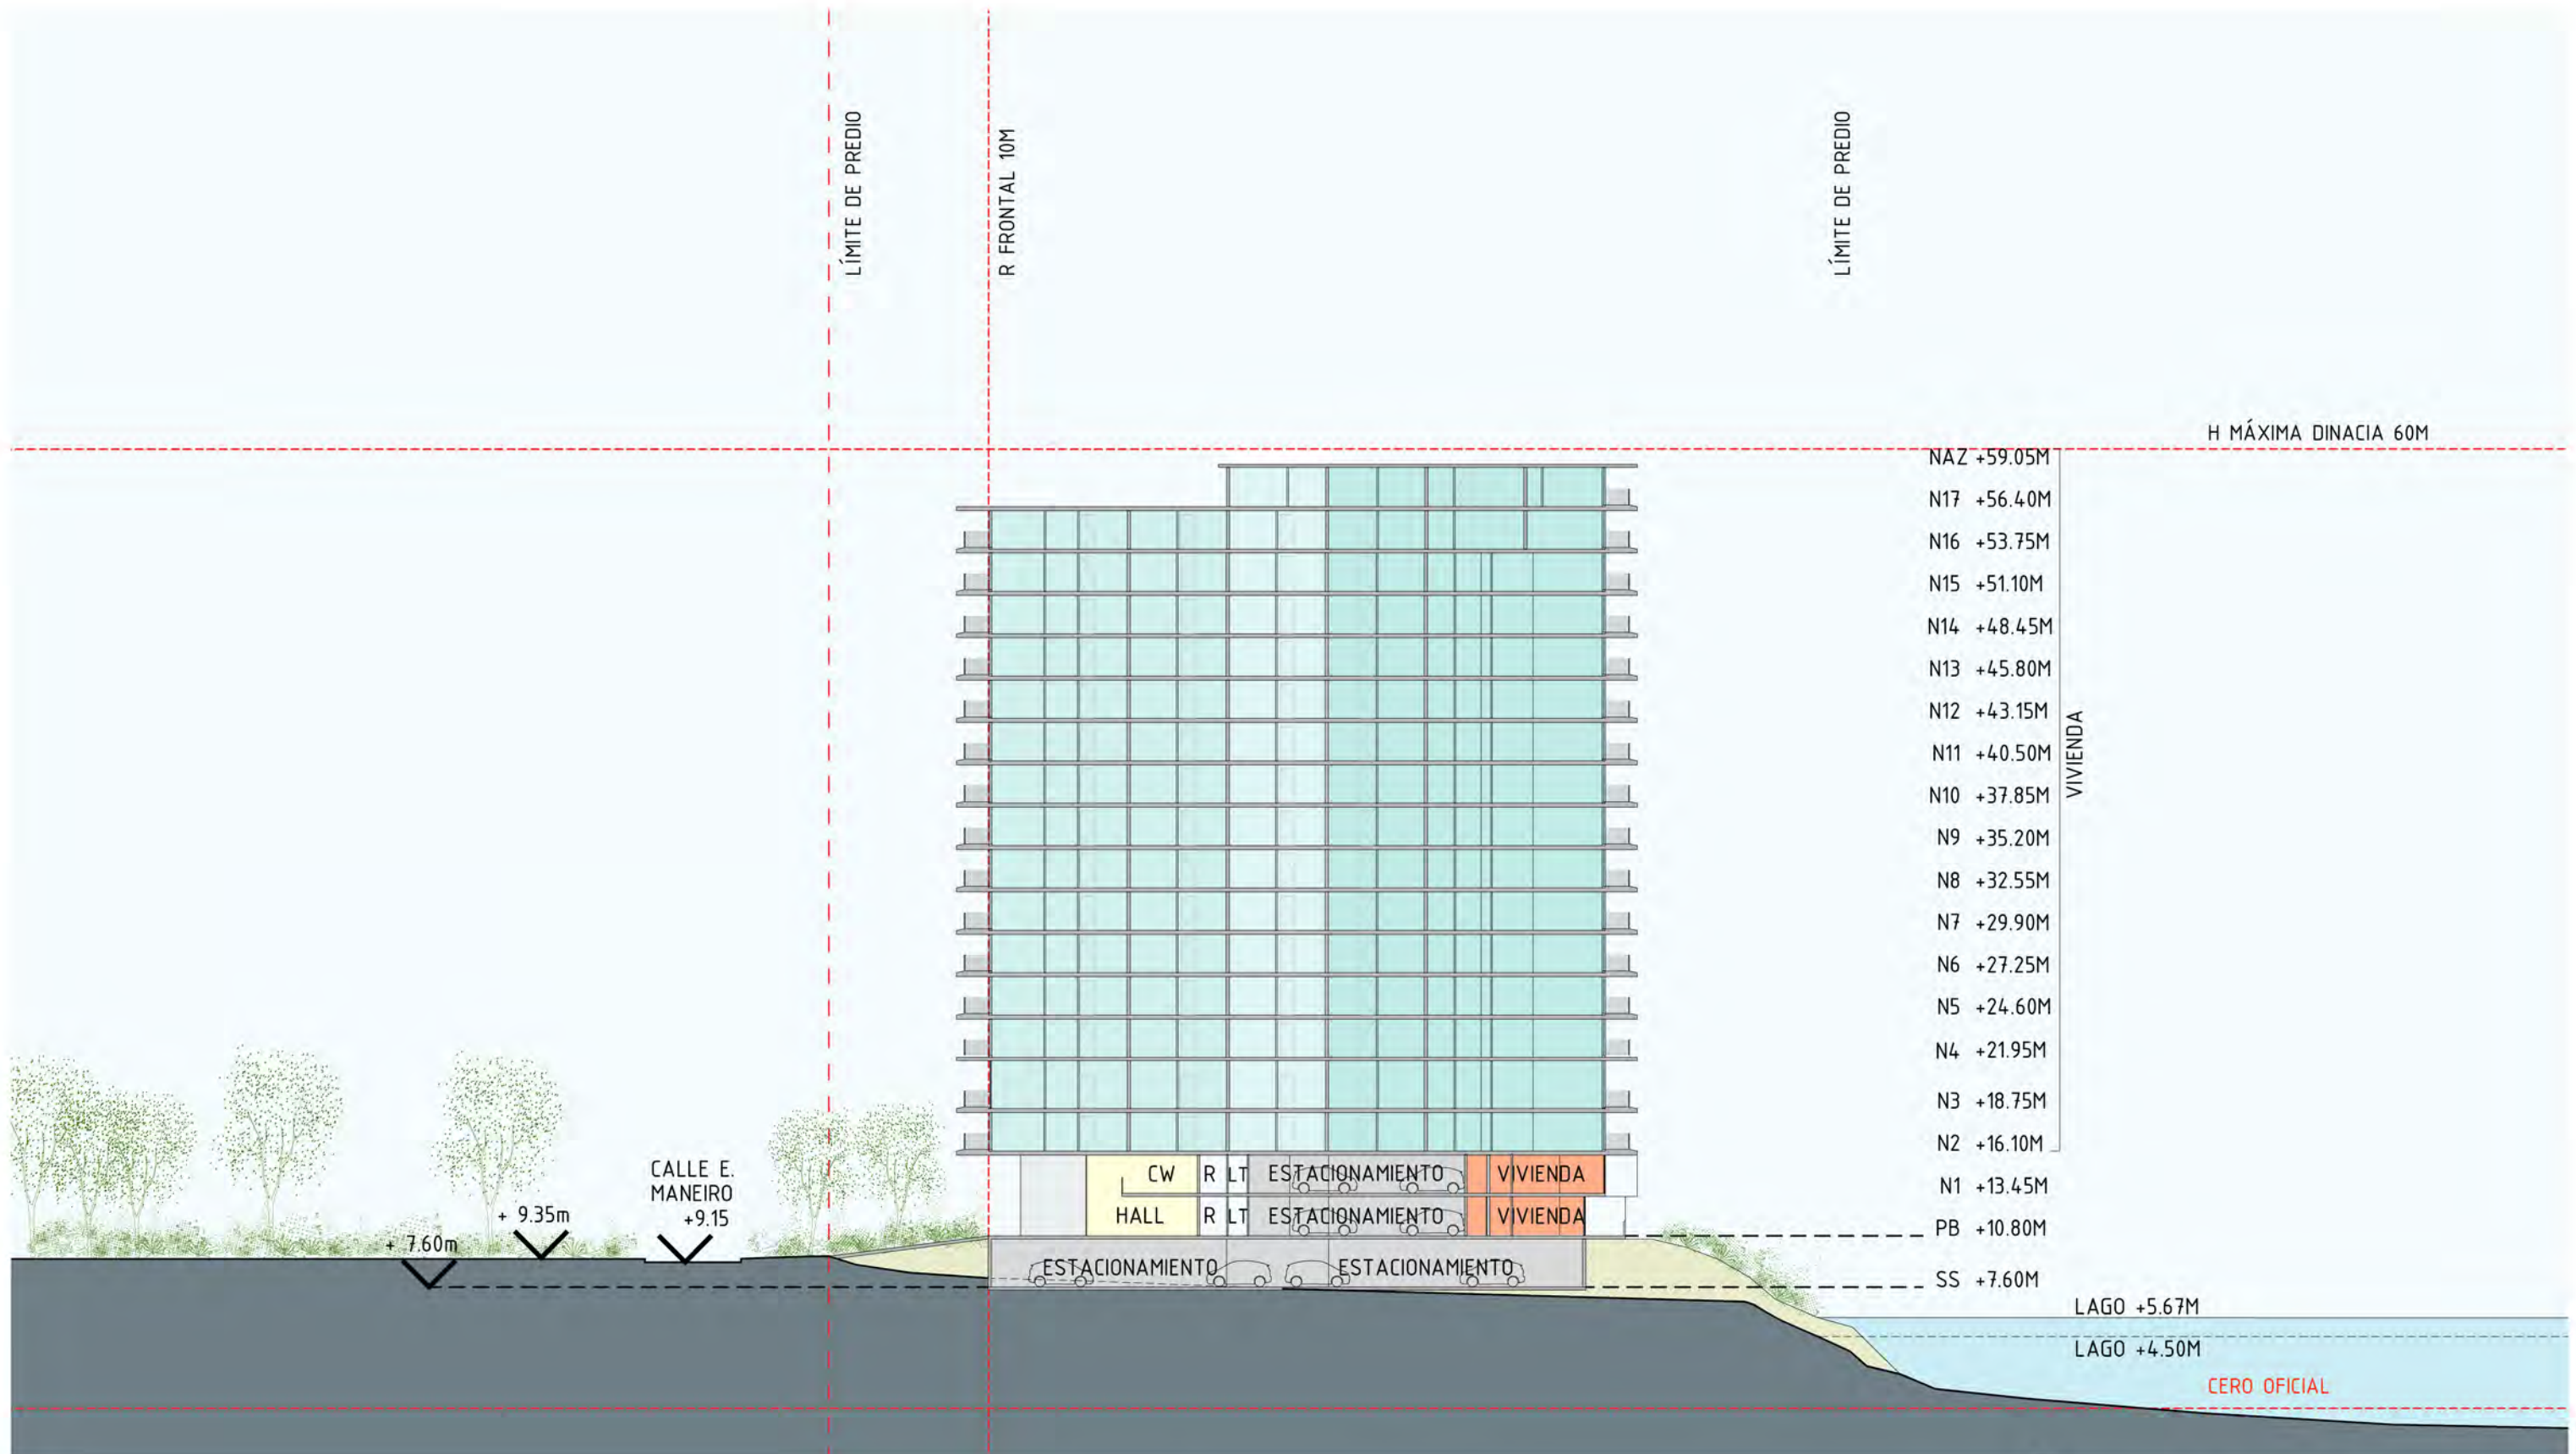 LÍMITE DE PREDIO
R FRONTAL 10M
LÍMITE DE PREDIO
H MÁXIMA DINACIA 60M
NAZ +59.05M
N17 +56.40M
N16 +53.75M
N15 +51.10M
N14 +48.45M
N13 +45.80M
N12 +43.15M
N11 +40.50M
N10 +37.85M
N9 +35.20M
N8 +32.55M
N7 +29.90M
N6 +27.25M
N5 +24.60M
N4 +21.95M
N3 +18.75M
N2 +16.10M
VIVIENDA
N1 +13.45M
PB +10.80M
SS +7.60M
CW R LT ESTACIONAMIENTO VIVIENDA
HALL R LT ESTACIONAMIENTO VIVIENDA
ESTACIONAMIENTO ESTACIONAMIENTO
CALLE E.
MANEIRO
+9.15
+ 9.35m
+ 7.60m
LAGO +5.67M
LAGO +4.50M
CERO OFICIAL